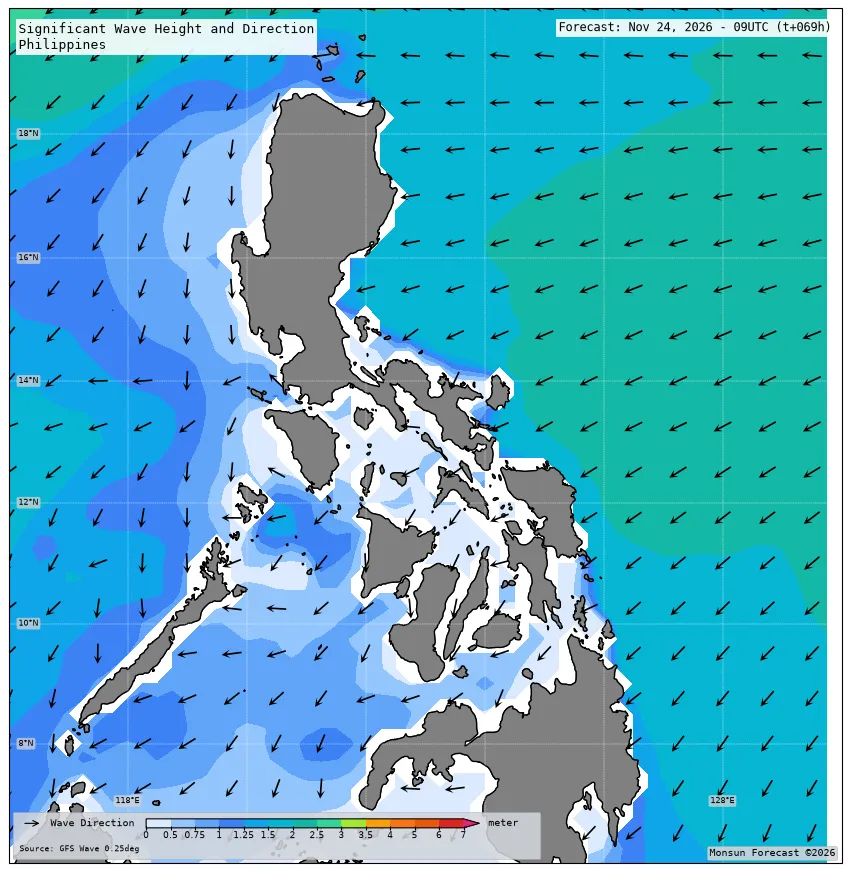 Significant Wave Height and Direction
Philippines
Forecast: Nov 24, 2026 - 09UTC (t+069h)
18°N
16°N
14°N
12°N
10°N
8°N
118°E
128°E
Wave Direction
0 0.5 0.75 1 1.25 1.5 2 2.5 3 3.5 4 5 6 7
meter
Source: GFS Wave 0.25deg
Monsun Forecast ©2026